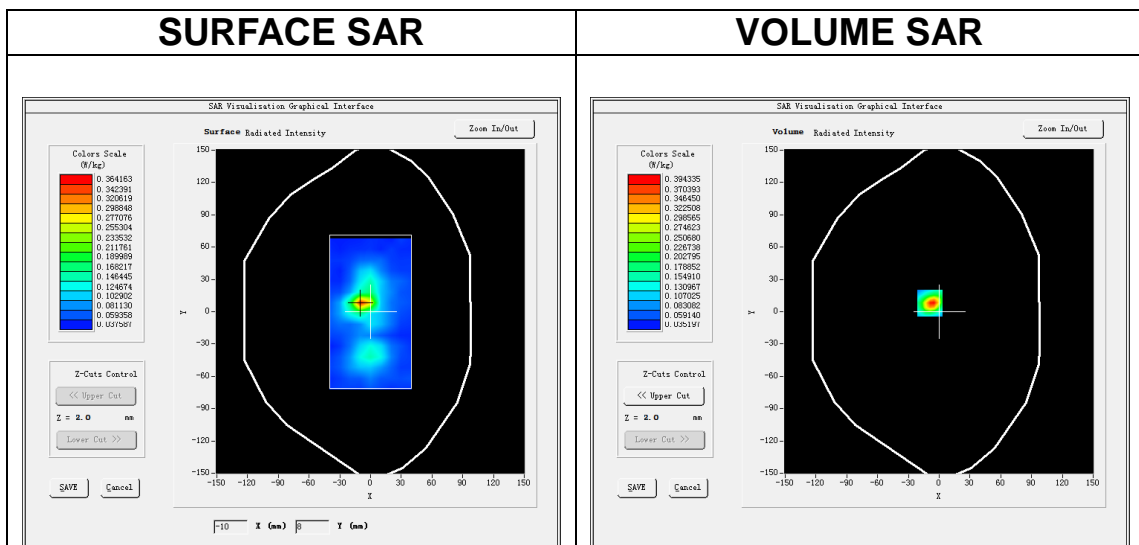 SURFACE SAR
VOLUME SAR
SAR Visualisation Graphical Interface
Surface Radiated Intensity
Zoom In/Out
Colors Scale
(W/kg)
0.364163
0.342391
0.320619
0.298848
0.277076
0.255304
0.233532
0.211761
0.189989
0.168217
0.146445
0.124674
0.102902
0.081130
0.059358
0.037587
150
120
90
60
30
0
-30
-60
-90
-120
-150
Y
-150 -120 -90 -60 -30 0 30 60 90 120 150
X
Z-Cuts Control
<< Upper Cut
Z = 2.0 mm
Lower Cut >>
SAVE Cancel
-10 X (mm) 8 Y (mm)
SAR Visualisation Graphical Interface
Volume Radiated Intensity
Zoom In/Out
Colors Scale
(W/kg)
0.394335
0.370393
0.346450
0.322508
0.298565
0.274623
0.250680
0.226738
0.202795
0.178852
0.154910
0.130967
0.107025
0.083082
0.059140
0.035197
150
120
90
60
30
0
-30
-60
-90
-120
-150
Y
-150 -120 -90 -60 -30 0 30 60 90 120 150
X
Z-Cuts Control
<< Upper Cut
Z = 2.0 mm
Lower Cut >>
SAVE Cancel